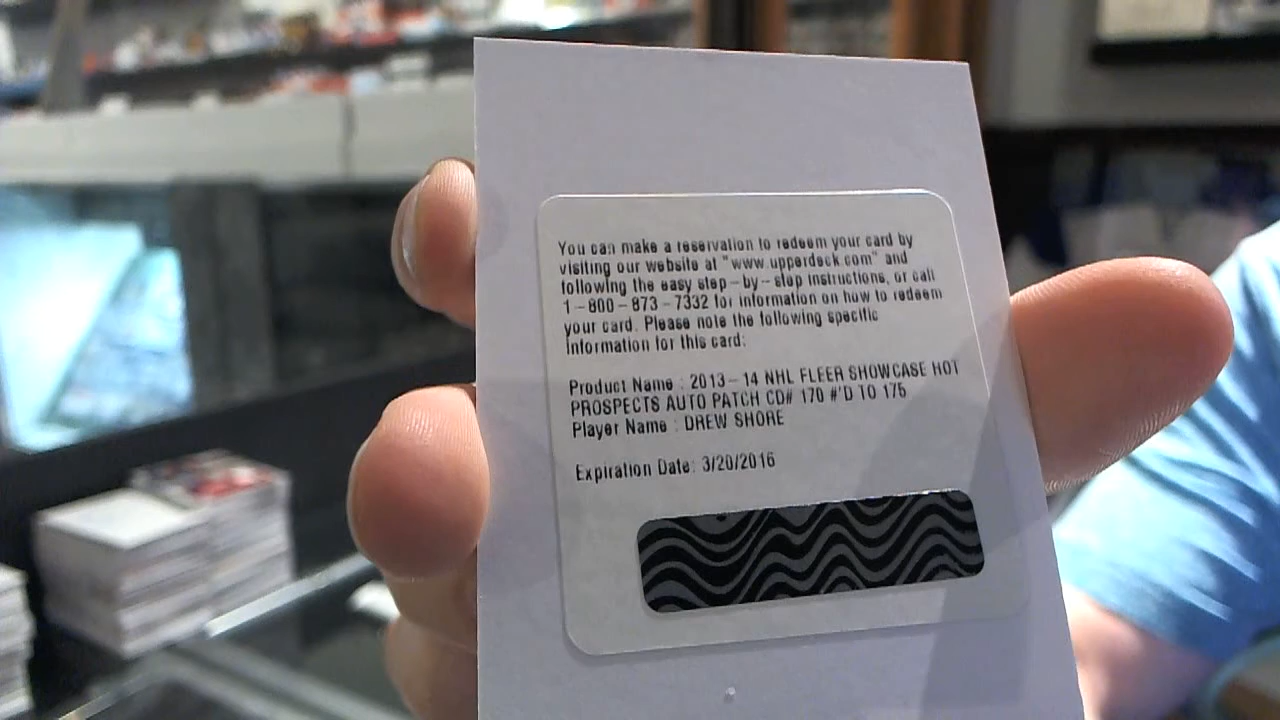 You can make a reservation to redeem your card by
visiting our website at "www.upperdeck.com" and
following the easy step-by-step instructions, or call
1-800-873-7332 for information on how to redeem
your card. Please note the following specific
information for this card:
Product Name : 2013-14 NHL FLEER SHOWCASE HOT
PROSPECTS AUTO PATCH CD# 170 #'D TO 175
Player Name : DREW SHORE
Expiration Date: 3/20/2016